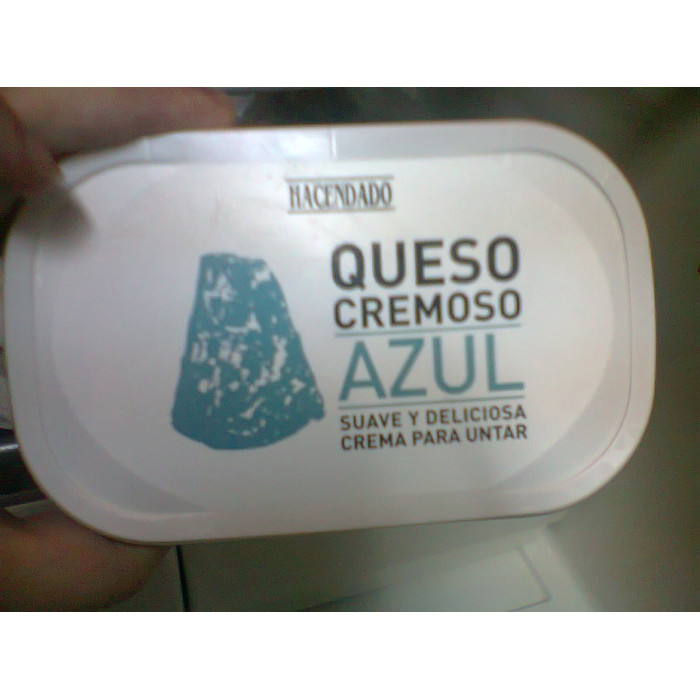 HACENDADO
QUESO
CREMOSO
AZUL
SUAVE Y DELICIOSA
CREMA PARA UNTAR